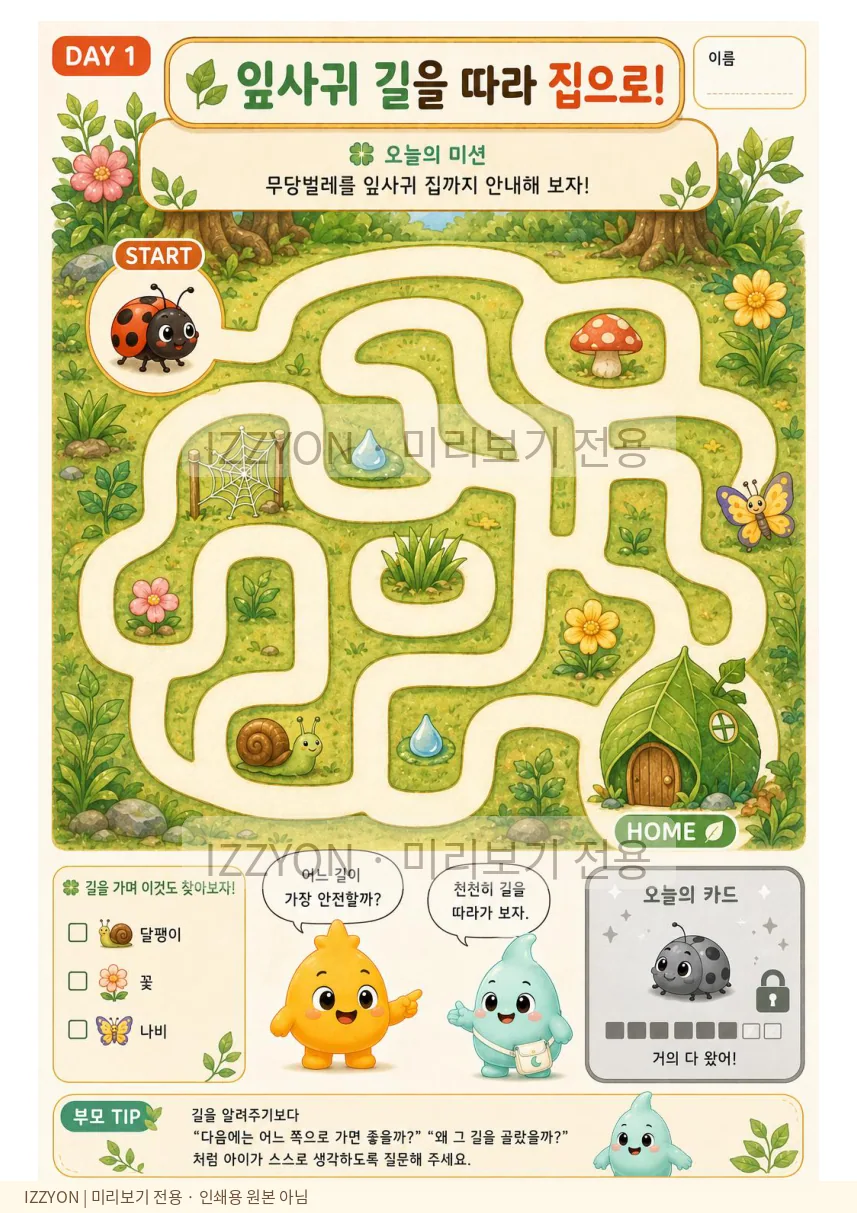 DAY 1
잎사귀 길을 따라 집으로!
이름
오늘의 미션
무당벌레를 잎사귀 집까지 안내해 보자!
START
IZZYON · 미리보기 전용
HOME
IZZYON · 미리보기 전용
길을 가며 이것도 찾아보자!
달팽이
꽃
나비
어느 길이
가장 안전할까?
천천히 길을
따라가 보자.
오늘의 카드
거의 다 왔어!
부모 TIP
길을 알려주기보다
“다음에는 어느 쪽으로 가면 좋을까?” “왜 그 길을 골랐을까?”
처럼 아이가 스스로 생각하도록 질문해 주세요.
IZZYON | 미리보기 전용 · 인쇄용 원본 아님